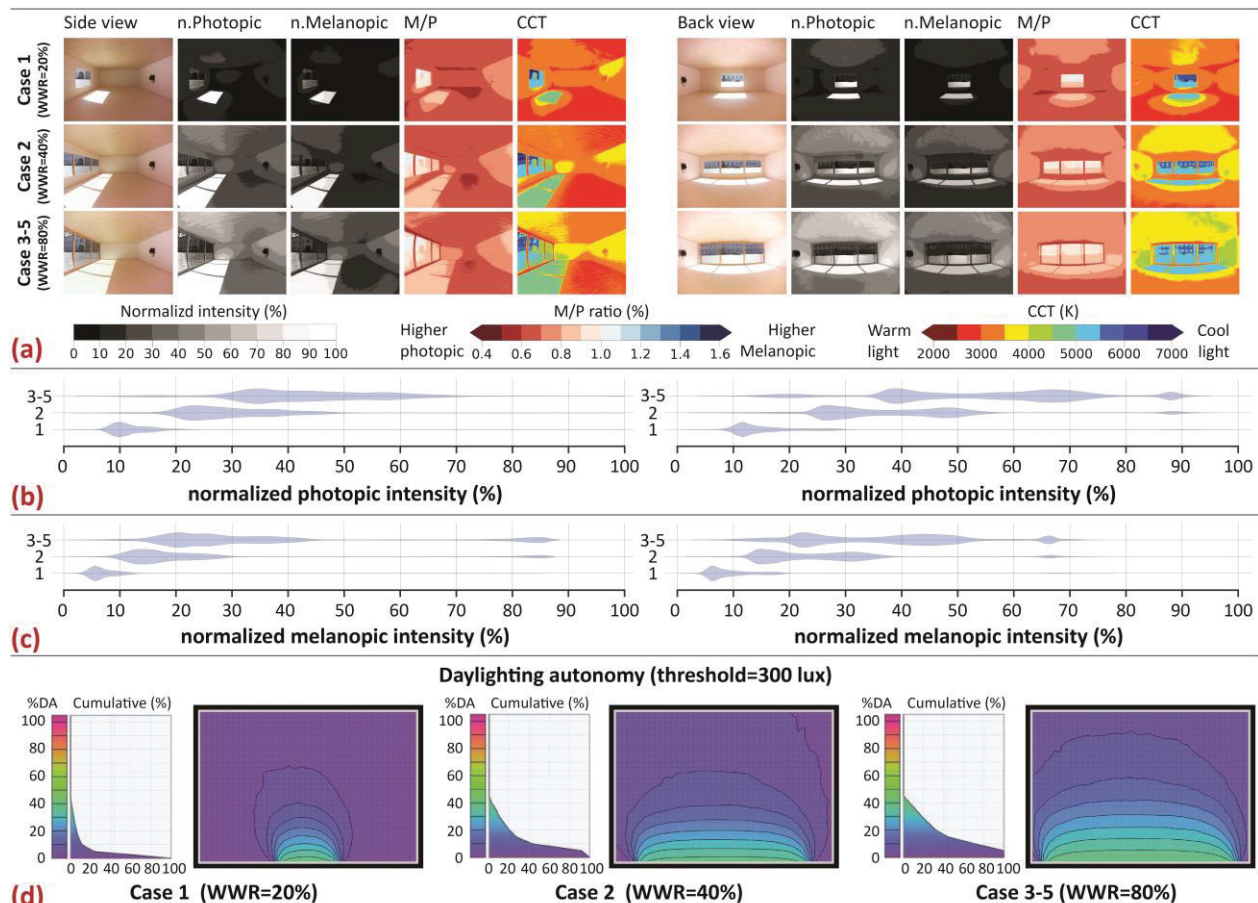 Side view n.Photopic n.Melanopic M/P CCT Back view n.Photopic n.Melanopic M/P CCT
Case 1
(WWR=20%)
Case 2
(WWR=40%)
Case 3-5
(WWR=80%)
Normalizd intensity (%)
0 10 20 30 40 50 60 70 80 90 100
Higher
photopic
M/P ratio (%)
0.4 0.6 0.8 1.0 1.2 1.4 1.6
Higher
Melanopic
Warm
light
CCT (K)
2000 3000 4000 5000 6000 7000
Cool
light
(a)
3-5
2
1
0 10 20 30 40 50 60 70 80 90 100
normalized photopic intensity (%)
3-5
2
1
0 10 20 30 40 50 60 70 80 90 100
normalized photopic intensity (%)
(b)
3-5
2
1
0 10 20 30 40 50 60 70 80 90 100
normalized melanopic intensity (%)
3-5
2
1
0 10 20 30 40 50 60 70 80 90 100
normalized melanopic intensity (%)
(c)
Daylighting autonomy (threshold=300 lux)
%DA Cumulative (%)
100
80
60
40
20
0
0 20 40 60 80 100
Case 1 (WWR=20%)
%DA Cumulative (%)
100
80
60
40
20
0
0 20 40 60 80 100
Case 2 (WWR=40%)
%DA Cumulative (%)
100
80
60
40
20
0
0 20 40 60 80 100
Case 3-5 (WWR=80%)
(d)